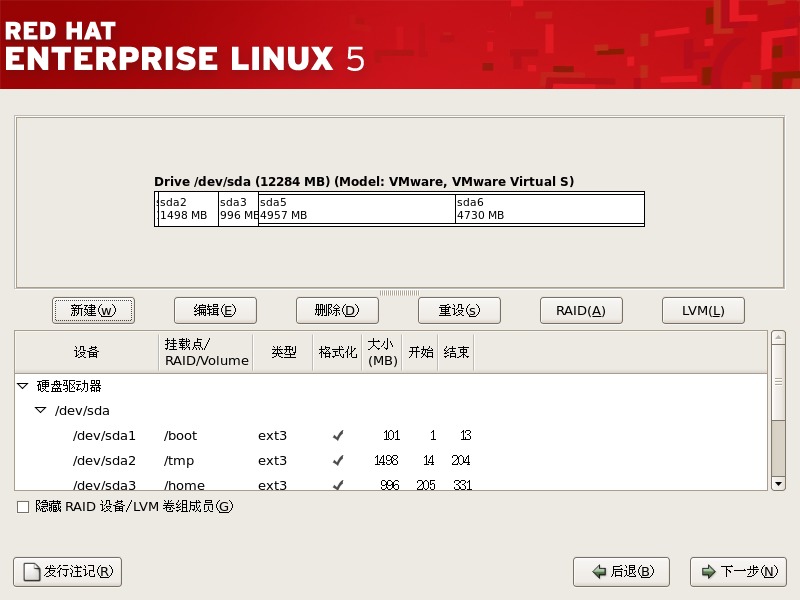 RED HAT
ENTERPRISE LINUX 5
Drive /dev/sda (12284 MB) (Model: VMware, VMware Virtual S)
sda2 sda3 sda5 sda6
1498 MB 996 ME 4957 MB 4730 MB
新建(w) 编辑(E) 删除(D) 重设(s) RAID(A) LVM(L)
设备 挂载点/ RAID/Volume 类型 格式化 大小 (MB) 开始 结束
硬盘驱动器
/dev/sda
/dev/sda1 /boot ext3 101 1 13
/dev/sda2 /tmp ext3 1498 14 204
/dev/sda3 /home ext3 996 205 331
隐藏 RAID 设备/LVM 卷组成员(G)
发行注记(R) 后退(B) 下一步(N)